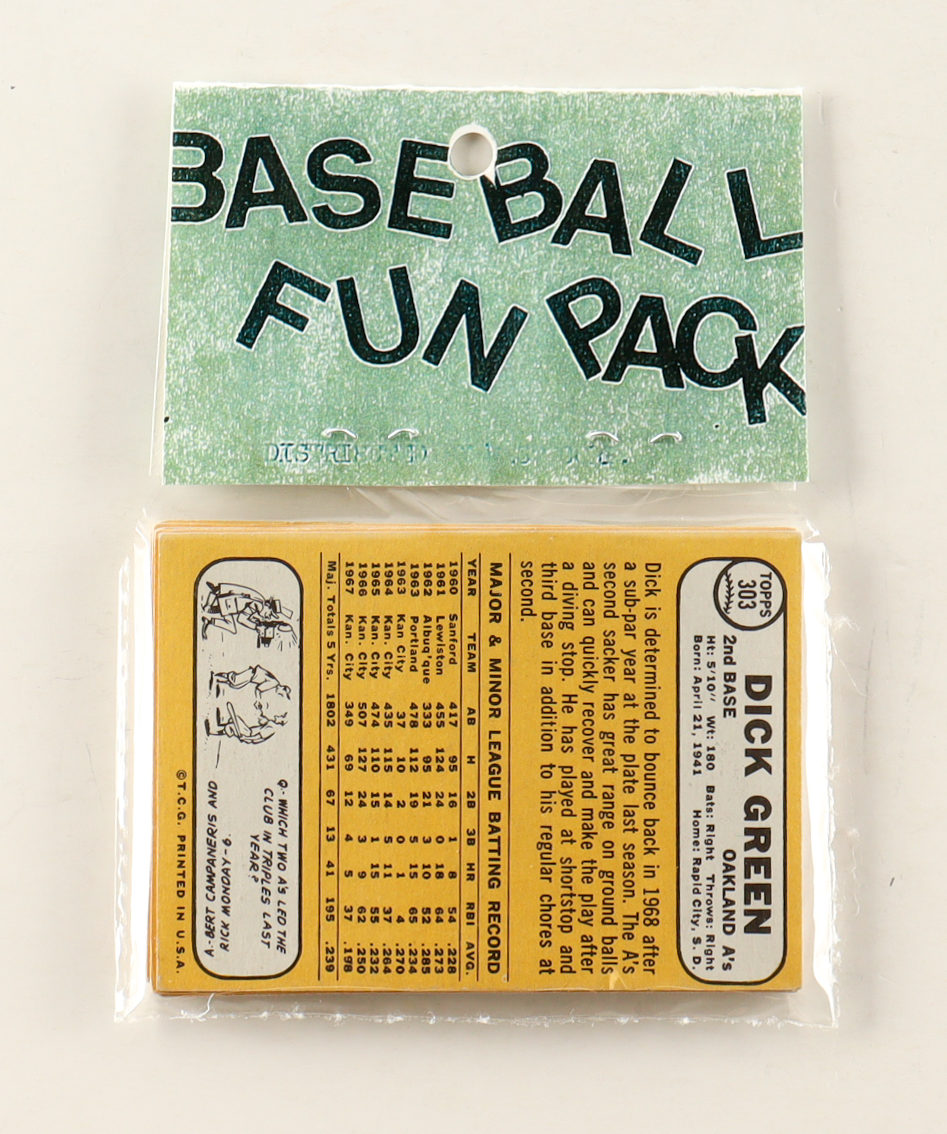 BASEBALL
FUN PACK
DISTRIBUTED
TOPPS
303
DICK GREEN
2nd BASE OAKLAND A's
Ht: 5'10" Wt: 180 Bats: Right Throws: Right
Born: April 21, 1941 Home: Rapid City, S. D.
Dick is determined to bounce back in 1968 after
a sub-par year at the plate last season. The A's
second sacker has great range on ground balls
and can quickly recover and make the play after
a diving stop. He has played at shortstop and
third base in addition to his regular chores at
second.
MAJOR & MINOR LEAGUE BATTING RECORD
YEAR TEAM AB H 2B 3B HR RBI AVG.
1960 Sanford 417 95 16 1 8 54 .228
1961 Lewiston 455 124 24 0 18 64 .273
1962 Albuq'que 333 95 21 3 10 52 .285
1963 Portland 478 112 19 5 15 65 .234
1963 Kan City 37 10 2 0 1 4 .270
1964 Kan. City 435 115 14 5 11 37 .264
1965 Kan. City 474 110 15 1 15 55 .232
1966 Kan. City 507 127 24 3 9 62 .250
1967 Kan. City 349 69 12 4 5 37 .198
Maj. Totals 5 Yrs. 1802 431 67 13 41 195 .239
Q- WHICH TWO A'S LED THE
CLUB IN TRIPLES LAST
YEAR?
A- BERT CAMPANERIS AND
RICK MONDAY - 6.
©T.C.G. PRINTED IN U.S.A.